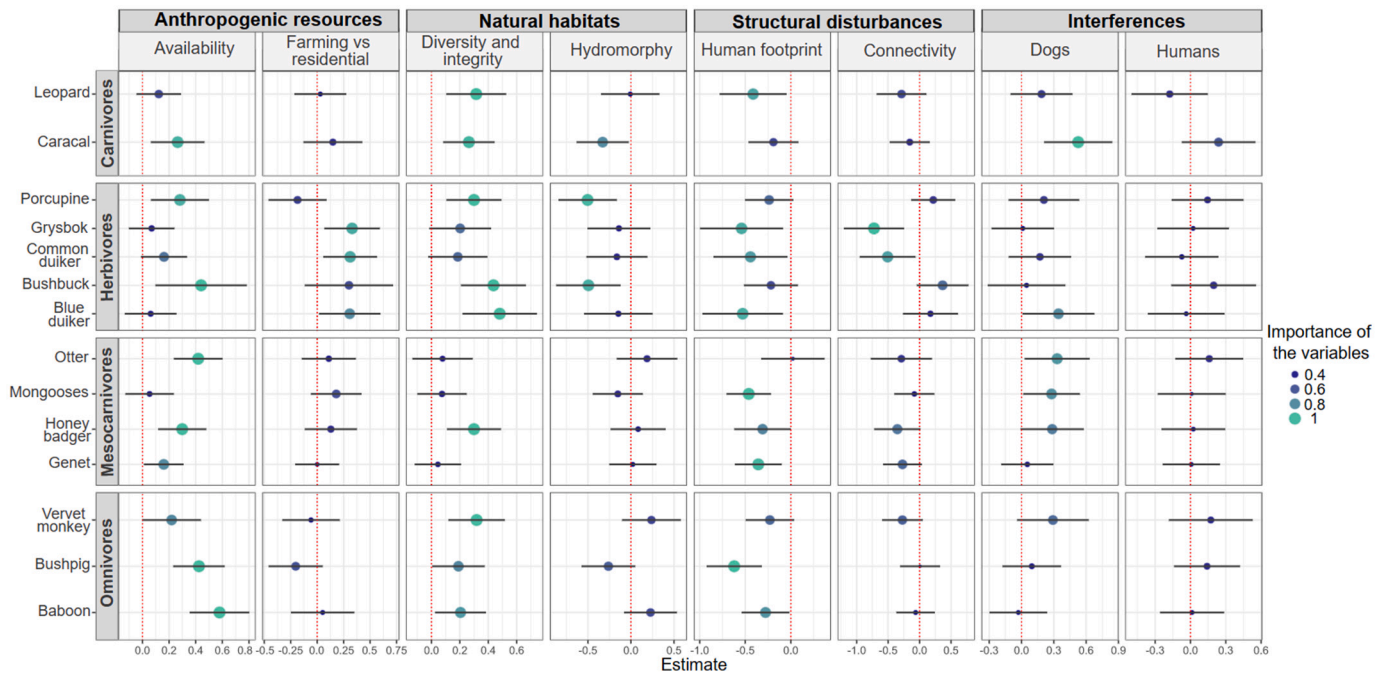 Anthropogenic resources Natural habitats Structural disturbances Interferences
Availability Farming vs residential Diversity and integrity Hydromorphy Human footprint Connectivity Dogs Humans
Carnivores
Leopard
Caracal
Herbivores
Porcupine
Grysbok
Common
duiker
Bushbuck
Blue
duiker
Mesocarnivores
Otter
Mongooses
Honey
badger
Genet
Omnivores
Vervet
monkey
Bushpig
Baboon
0.0 0.2 0.4 0.6 0.8 -0.5 -0.25 0.00 0.25 0.50 0.75 0.0 0.2 0.4 0.6 -0.5 0.0 0.5 -1.0 -0.5 0.0 -1.0 -0.5 0.0 0.5 -0.3 0.0 0.3 0.6 0.9 -0.3 0.0 0.3 0.6
Estimate
Importance of
the variables
0.4
0.6
0.8
1